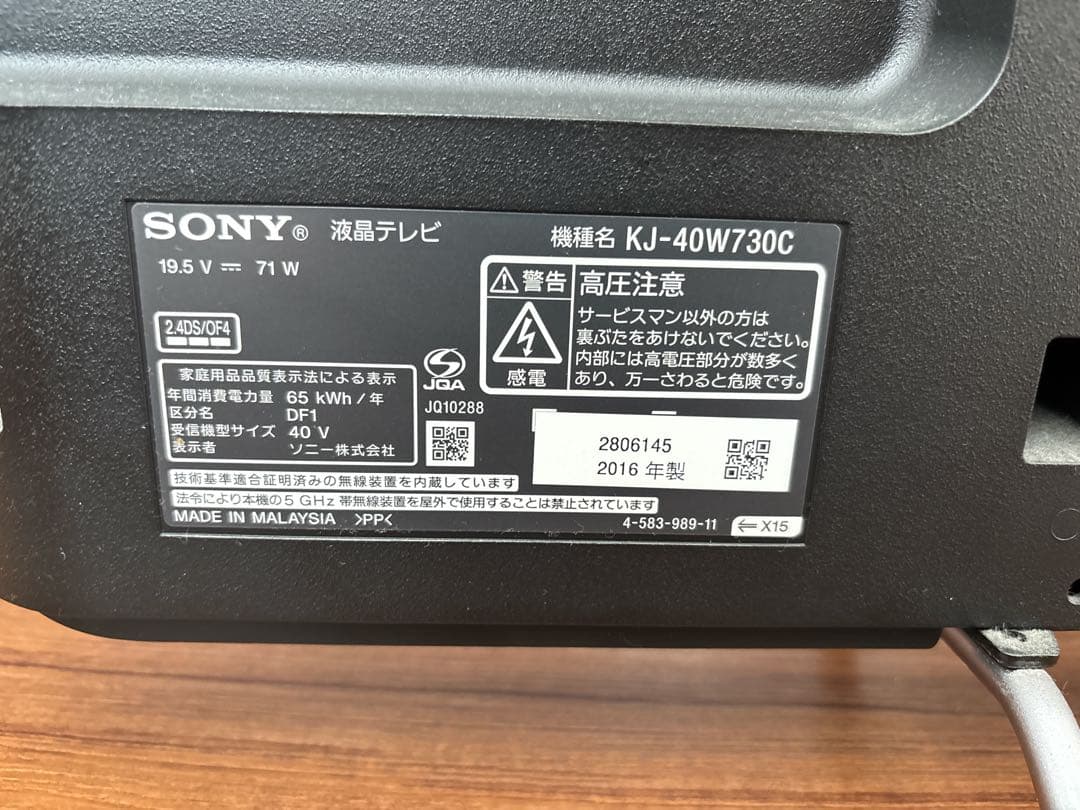 SONY® 液晶テレビ
機種名 KJ-40W730C
19.5 V ⎓ 71 W
⚠警告 高圧注意
感電
サービスマン以外の方は
裏ぶたをあけないでください。
内部には高電圧部分が数多く
あり、万一さわると危険です。
2.4DS/OF4
家庭用品品質表示法による表示
年間消費電力量 65 kWh/年
区分名 DF1
受信機型サイズ 40 V
表示者 ソニー株式会社
JQA
JQ10288
2806145
2016 年製
技術基準適合証明済みの無線装置を内蔵しています
法令により本機の5 GHz 帯無線装置を屋外で使用することは禁止されています
MADE IN MALAYSIA >PP<
4-583-989-11 ⇐X15